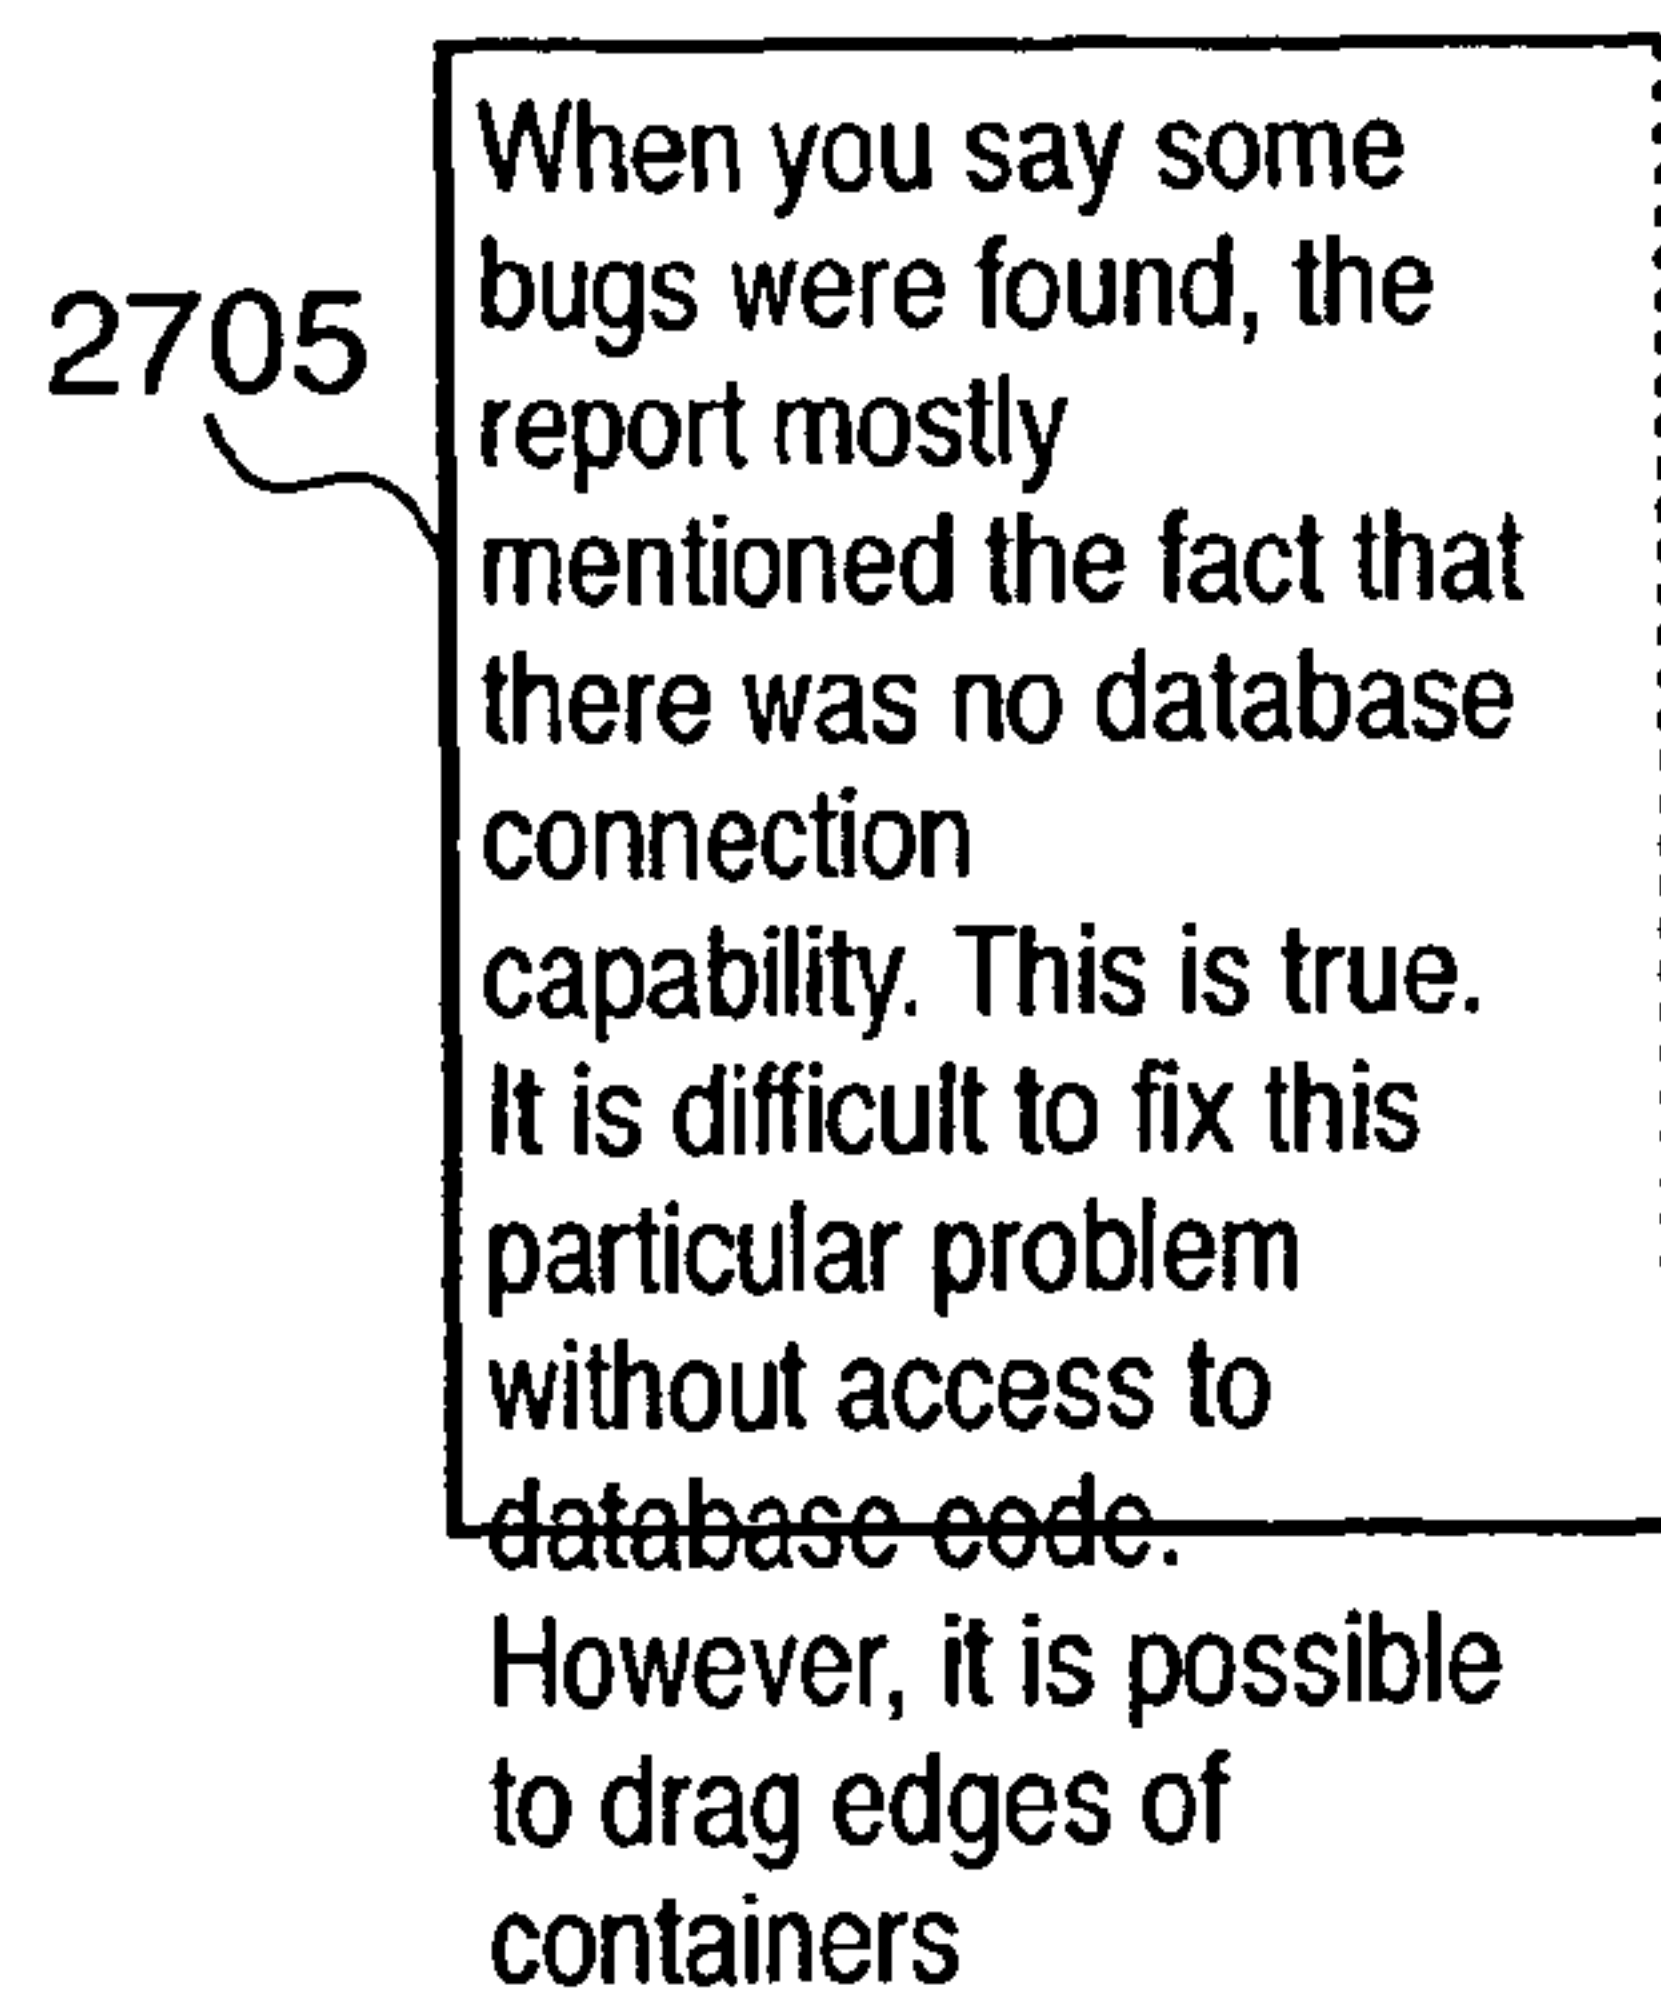 When you say some
bugs were found, the
2705
report mostly
mentioned the fact that
there was no database
connection
capability. This is true.
It is difficult to fix this
particular problem
without access to
database code.
However, it is possible
to drag edges of
containers